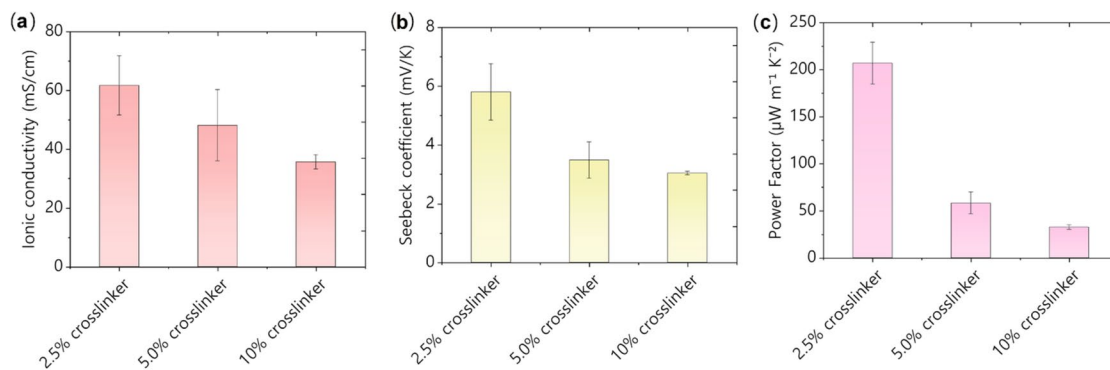 (a)
Ionic conductivity (mS/cm)
80
60
40
20
0
2.5% crosslinker
5.0% crosslinker
10% crosslinker
(b)
Seebeck coefficient (mV/K)
8
6
4
2
0
2.5% crosslinker
5.0% crosslinker
10% crosslinker
(c)
Power Factor (μW m⁻¹ K⁻²)
200
150
100
50
0
2.5% crosslinker
5.0% crosslinker
10% crosslinker